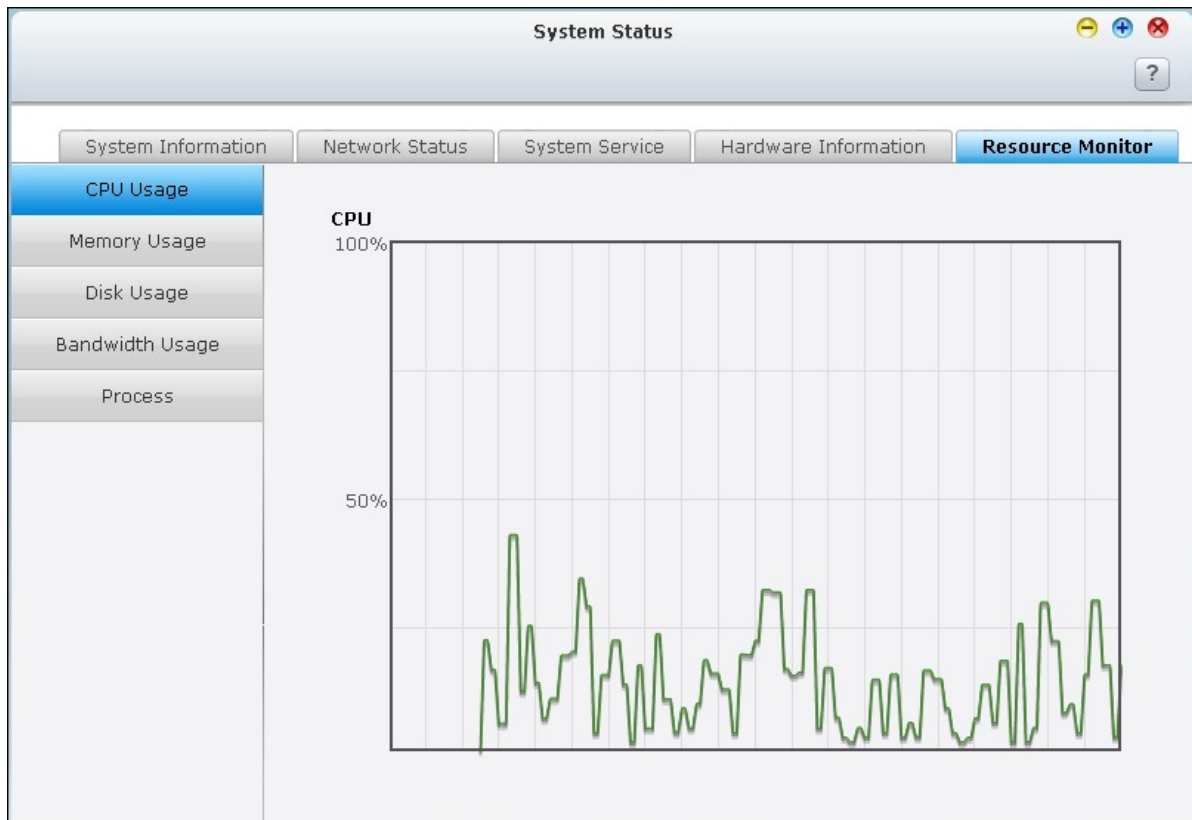 System Status
?
System Information Network Status System Service Hardware Information Resource Monitor
CPU Usage
Memory Usage
Disk Usage
Bandwidth Usage
Process
CPU
100%
50%